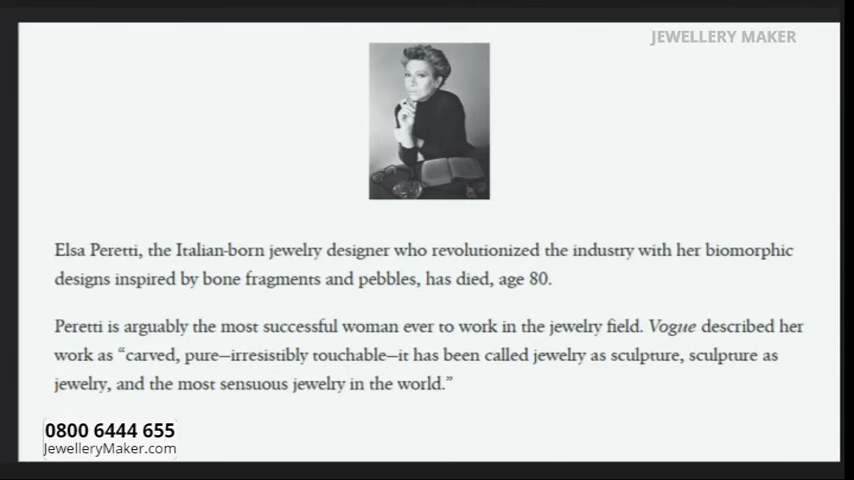 JEWELLERY MAKER
Elsa Peretti, the Italian-born jewelry designer who revolutionized the industry with her biomorphic
designs inspired by bone fragments and pebbles, has died, age 80.
Peretti is arguably the most successful woman ever to work in the jewelry field. Vogue described her
work as “carved, pure—irresistibly touchable—it has been called jewelry as sculpture, sculpture as
jewelry, and the most sensuous jewelry in the world.”
0800 6444 655
JewelleryMaker.com